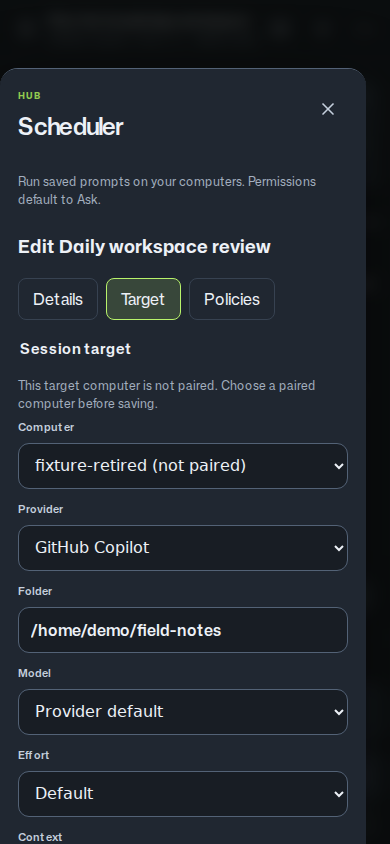 HUB
Scheduler
Run saved prompts on your computers. Permissions
default to Ask.
Edit Daily workspace review
Details
Target
Policies
Session target
This target computer is not paired. Choose a paired
computer before saving.
Computer
fixture-retired (not paired)
Provider
GitHub Copilot
Folder
/home/demo/field-notes
Model
Provider default
Effort
Default
Context